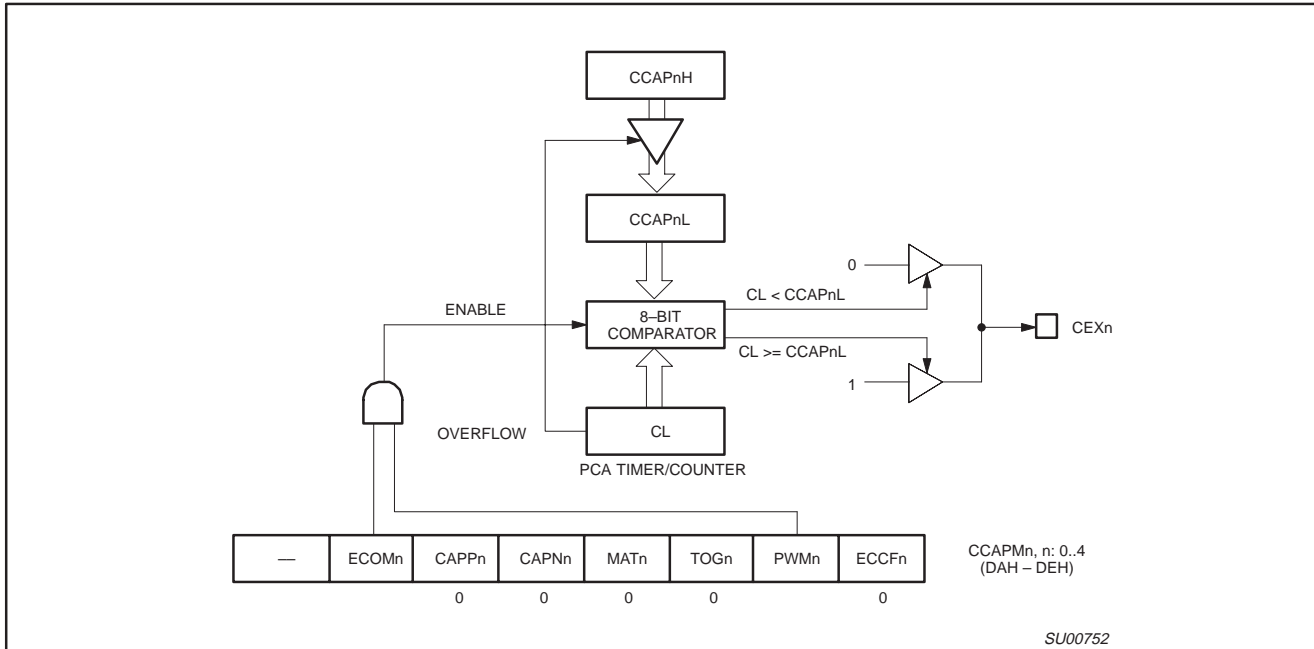 CCAPnH
CCAPnL
0
CL < CCAPnL
ENABLE
8–BIT
COMPARATOR
CEXn
CL >= CCAPnL
1
OVERFLOW
CL
PCA TIMER/COUNTER
— ECOMn CAPPn CAPNn MATn TOGn PWMn ECCFn
CCAPMn, n: 0..4
(DAH – DEH)
0 0 0 0 0
SU00752